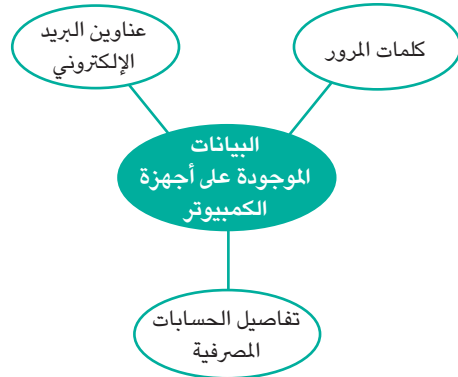 كلمات المرور
عناوين البريد
الإلكتروني
البيانات
الموجودة على أجهزة
الكمبيوتر
تفاصيل الحسابات
المصرفية